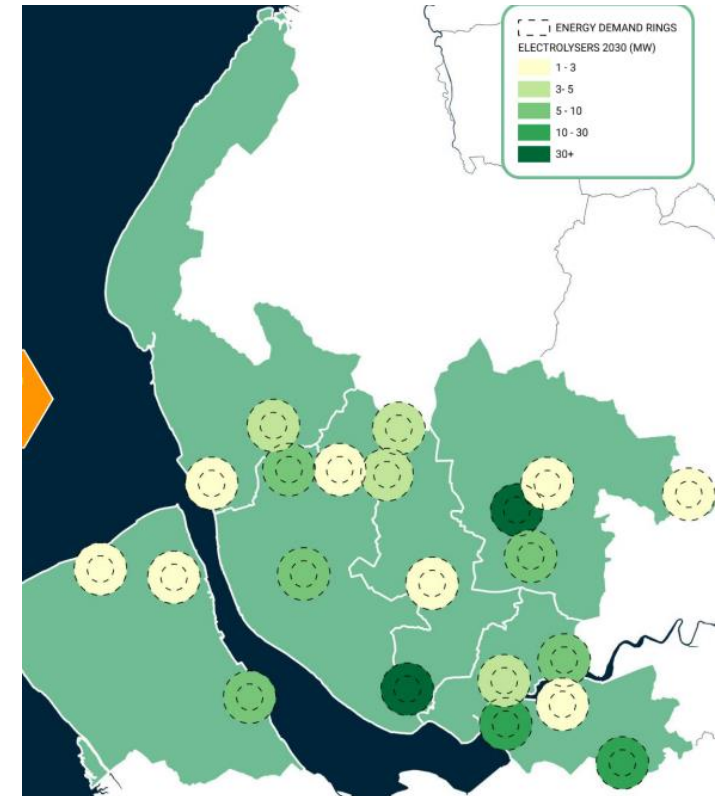 ENERGY DEMAND RINGS
ELECTROLYSERS 2030 (MW)
1 - 3
3- 5
5 - 10
10 - 30
30+